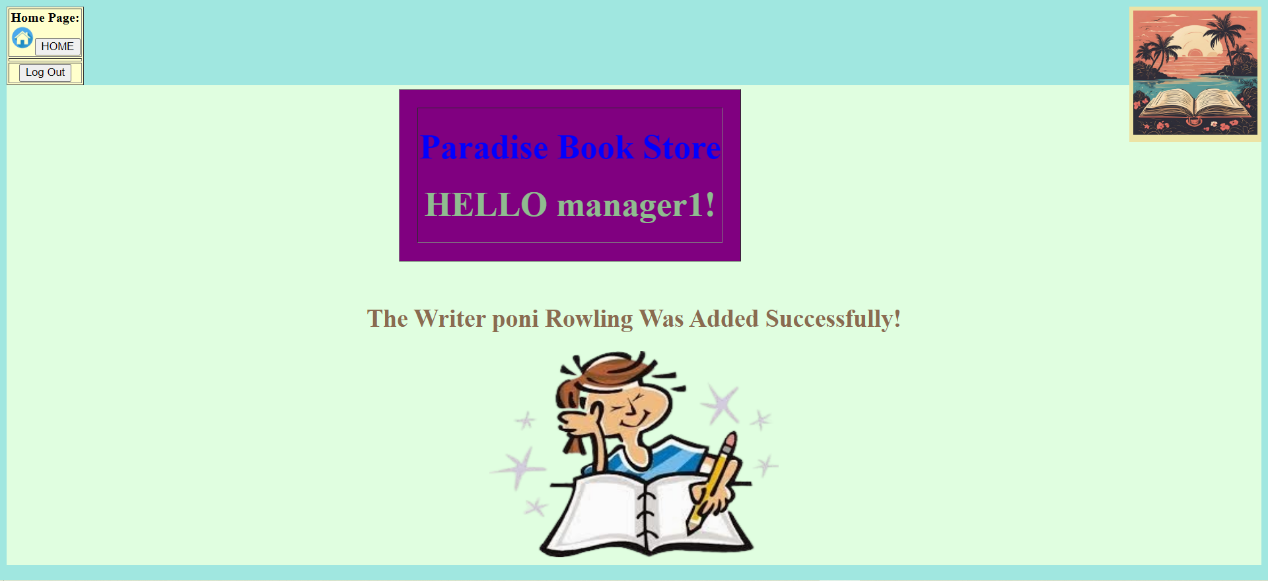 Home Page:
HOME
Log Out
Paradise Book Store
HELLO manager1!
The Writer poni Rowling Was Added Successfully!